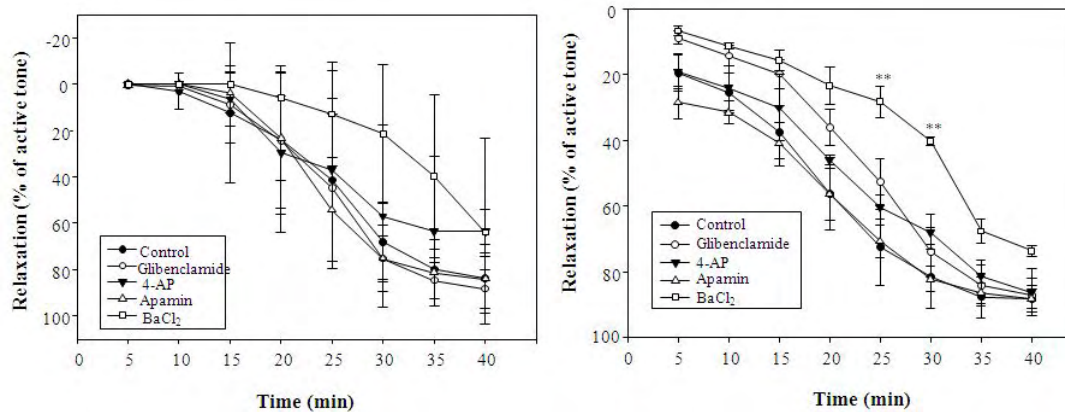 Relaxation (% of active tone)
-20
0
20
40
60
80
100
Control
Glibenclamide
4-AP
Apamin
BaCl2
0 5 10 15 20 25 30 35 40
Time (min)
Relaxation (% of active tone)
0
20
40
60
80
100
**
**
Control
Glibenclamide
4-AP
Apamin
BaCl2
0 5 10 15 20 25 30 35 40
Time (min)